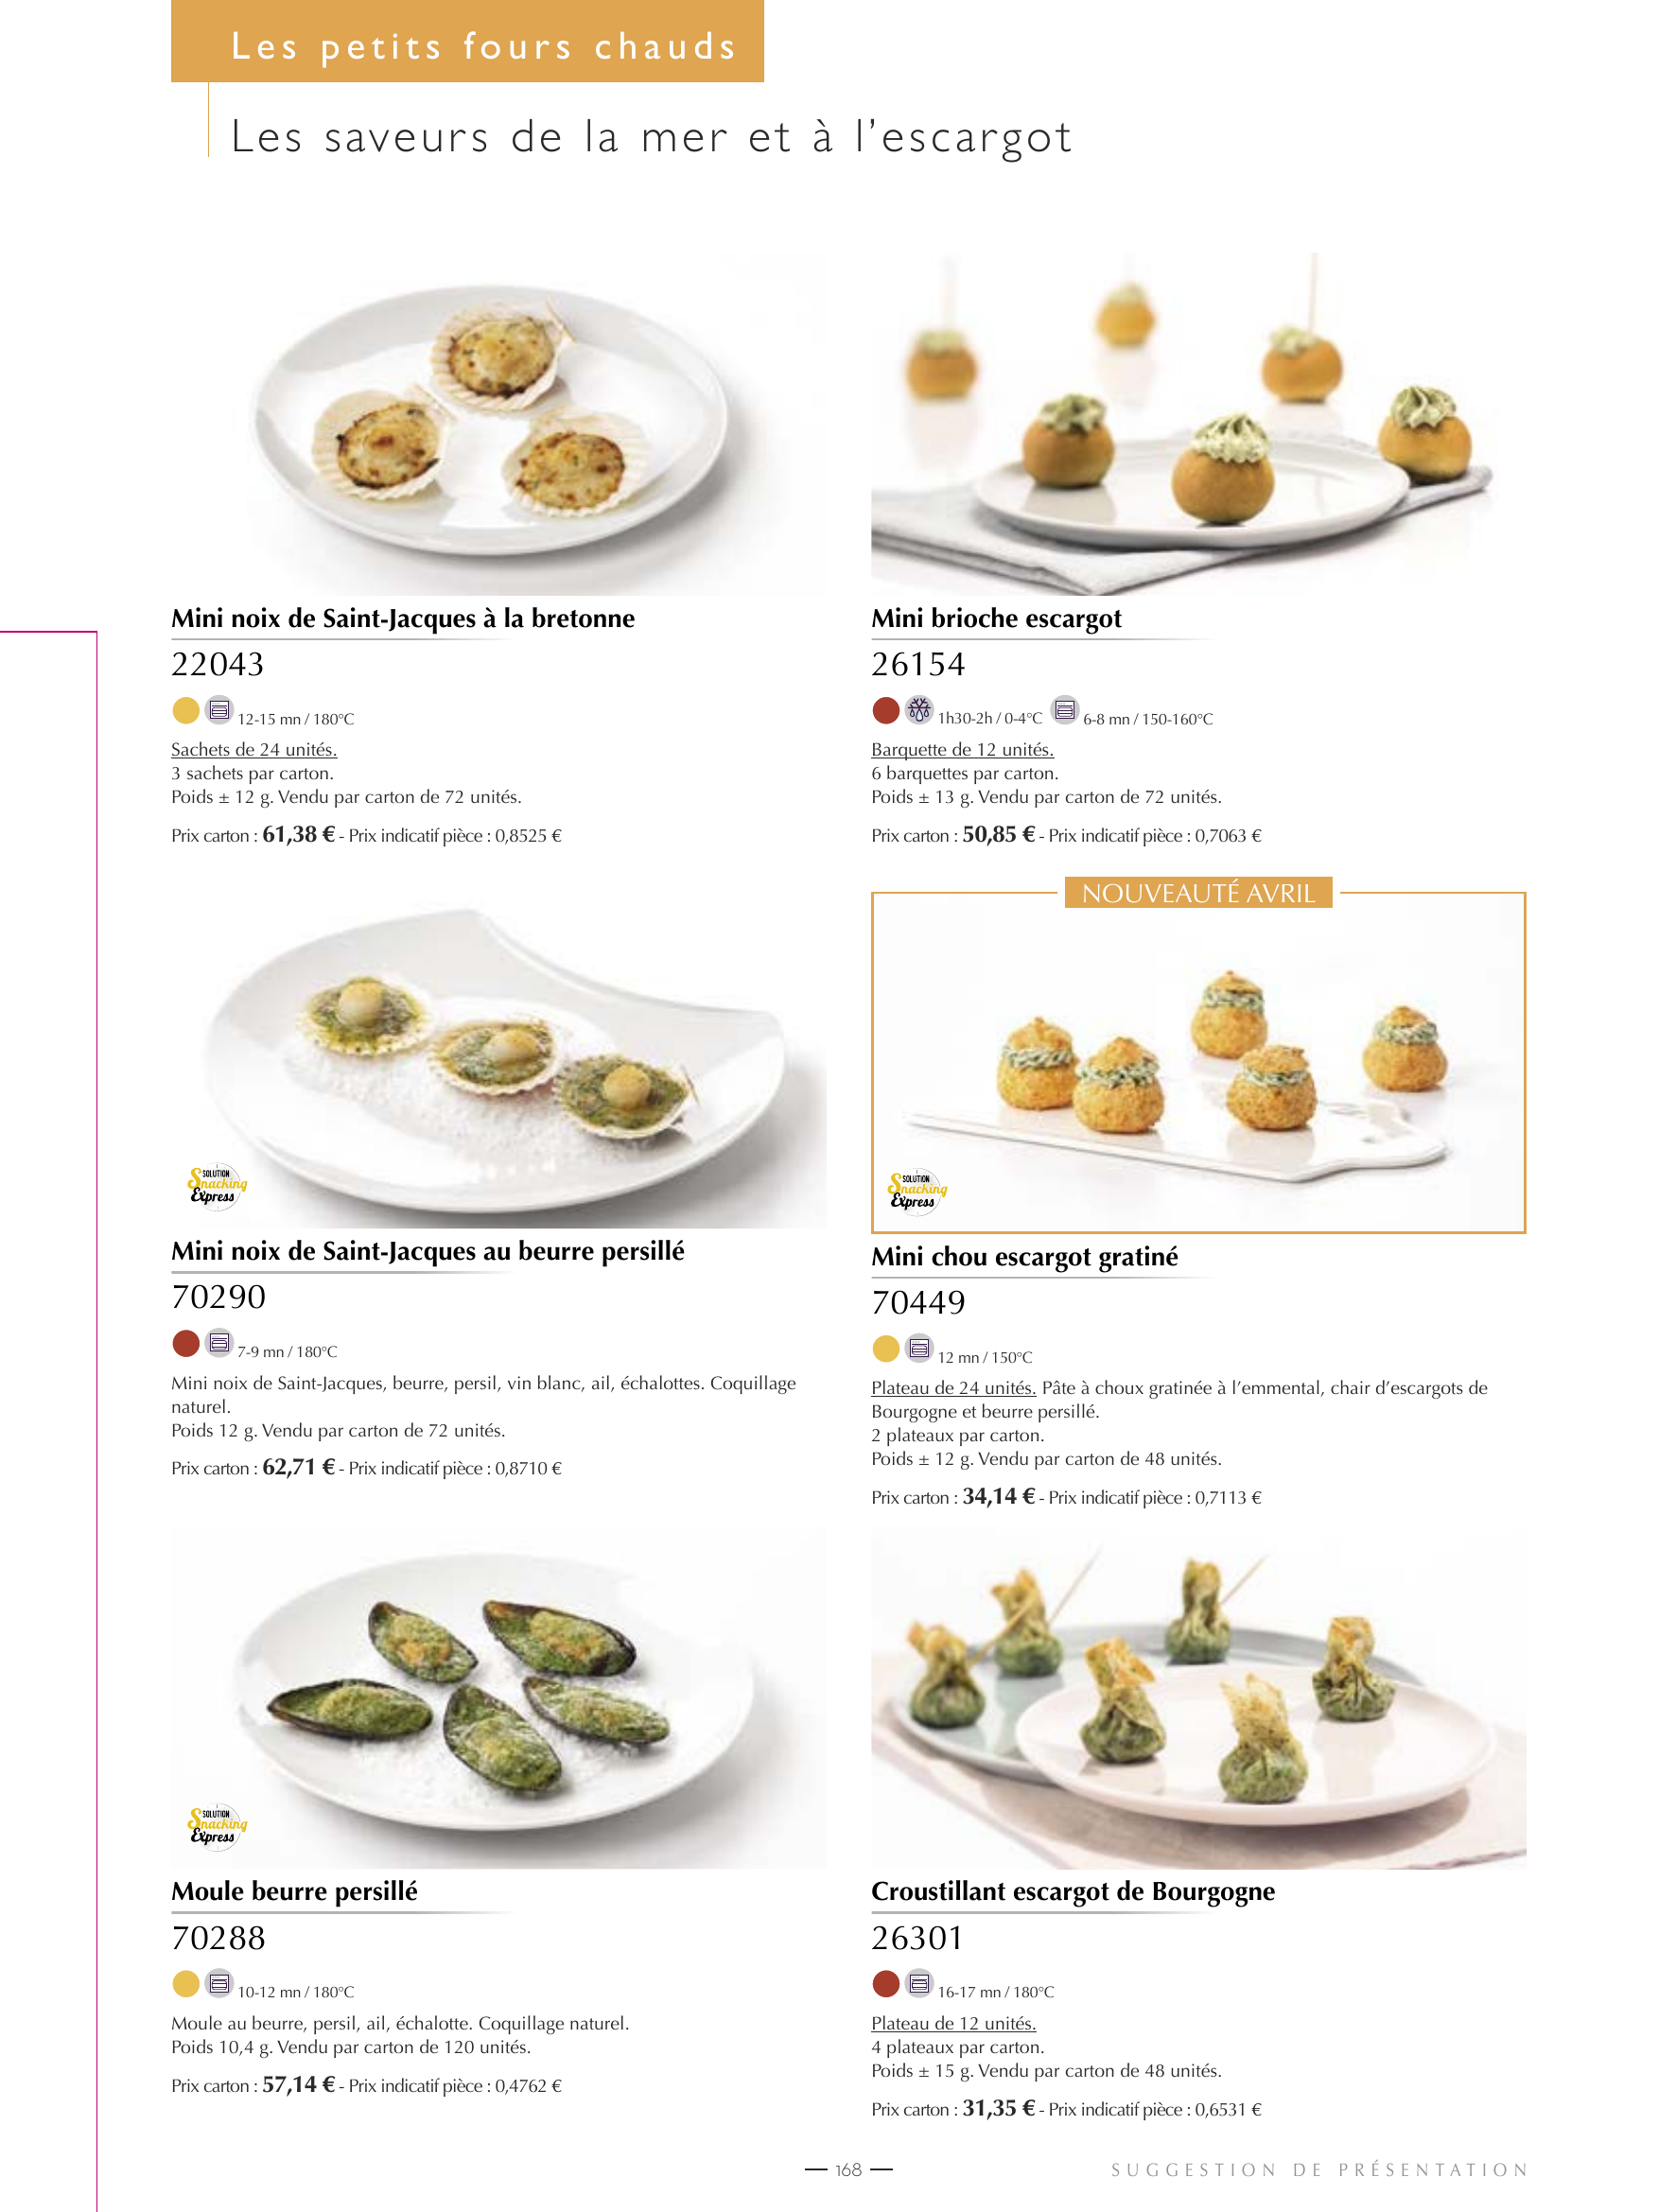 Les petits fours chauds
Les saveurs de la mer et à l’escargot
Mini noix de Saint-Jacques à la bretonne
22043
12-15 mn / 180°C
Sachets de 24 unités.
3 sachets par carton.
Poids ± 12 g. Vendu par carton de 72 unités.
Prix carton : 61,38 € - Prix indicatif pièce : 0,8525 €
Mini brioche escargot
26154
1h30-2h / 0-4°C 6-8 mn / 150-160°C
Barquette de 12 unités.
6 barquettes par carton.
Poids ± 13 g. Vendu par carton de 72 unités.
Prix carton : 50,85 € - Prix indicatif pièce : 0,7063 €
SOLUTION
Snacking
Express
Mini noix de Saint-Jacques au beurre persillé
70290
7-9 mn / 180°C
Mini noix de Saint-Jacques, beurre, persil, vin blanc, ail, échalottes. Coquillage
naturel.
Poids 12 g. Vendu par carton de 72 unités.
Prix carton : 62,71 € - Prix indicatif pièce : 0,8710 €
NOUVEAUTÉ AVRIL
SOLUTION
Snacking
Express
Mini chou escargot gratiné
70449
12 mn / 150°C
Plateau de 24 unités. Pâte à choux gratinée à l’emmental, chair d’escargots de
Bourgogne et beurre persillé.
2 plateaux par carton.
Poids ± 12 g. Vendu par carton de 48 unités.
Prix carton : 34,14 € - Prix indicatif pièce : 0,7113 €
SOLUTION
Snacking
Express
Moule beurre persillé
70288
10-12 mn / 180°C
Moule au beurre, persil, ail, échalotte. Coquillage naturel.
Poids 10,4 g. Vendu par carton de 120 unités.
Prix carton : 57,14 € - Prix indicatif pièce : 0,4762 €
Croustillant escargot de Bourgogne
26301
16-17 mn / 180°C
Plateau de 12 unités.
4 plateaux par carton.
Poids ± 15 g. Vendu par carton de 48 unités.
Prix carton : 31,35 € - Prix indicatif pièce : 0,6531 €
168
SUGGESTION DE PRÉSENTATION